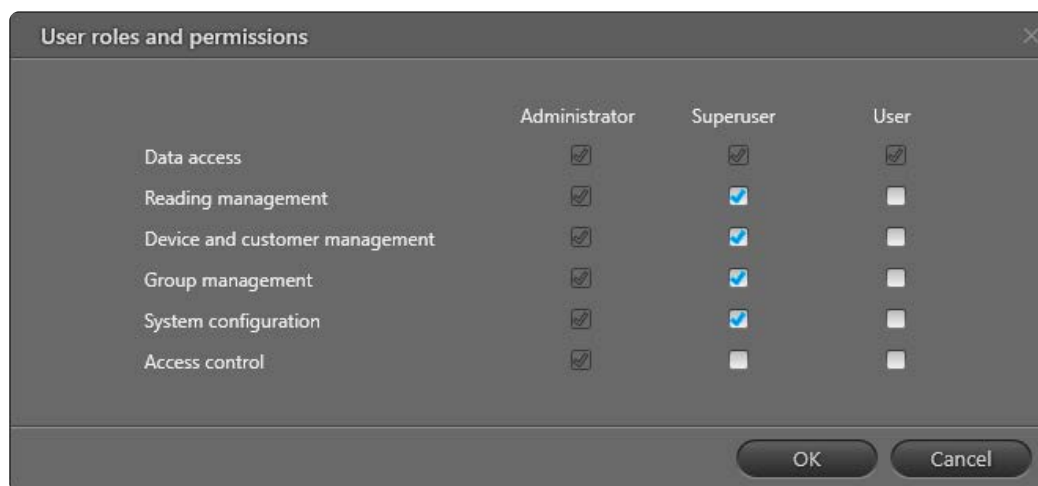 User roles and permissions
Administrator Superuser User
Data access
Reading management
Device and customer management
Group management
System configuration
Access control
OK Cancel